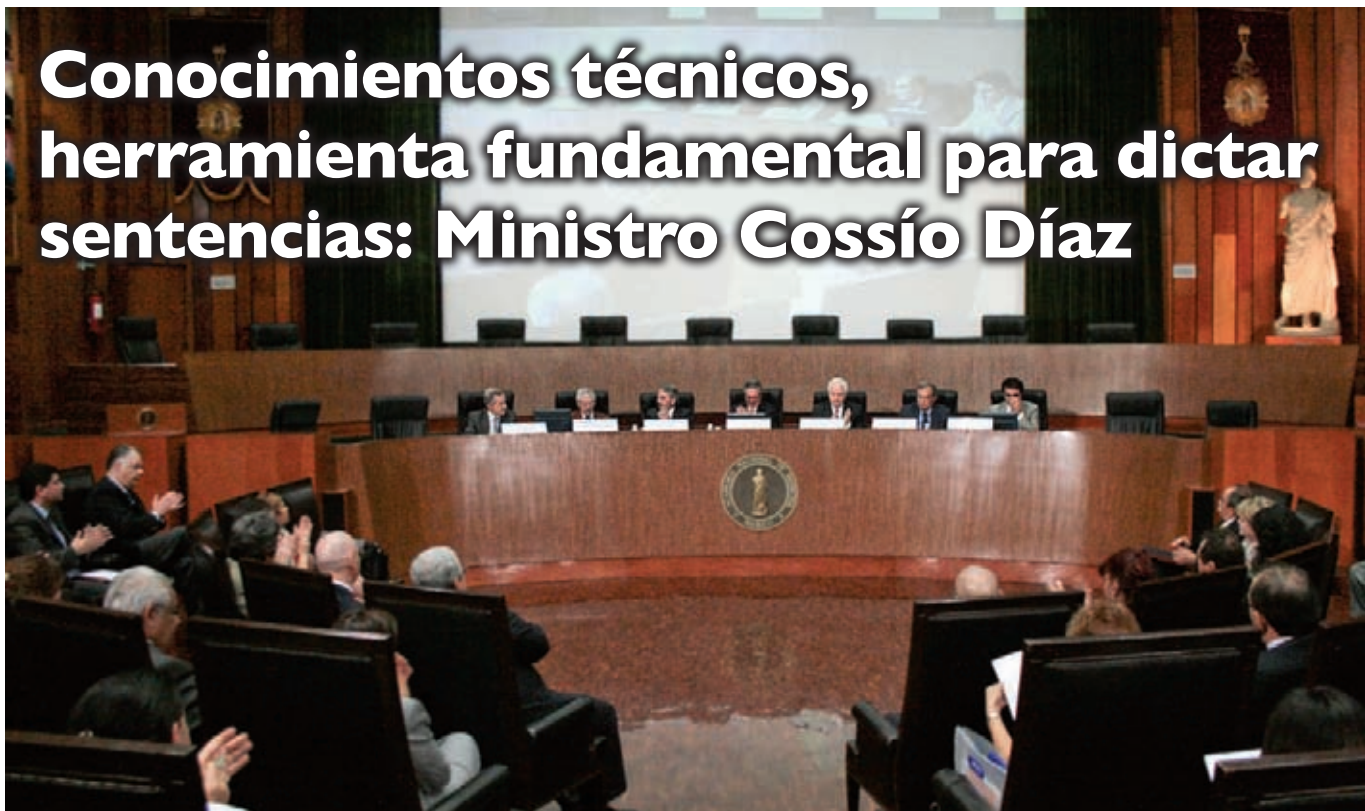 Conocimientos técnicos,
herramienta fundamental para dictar
sentencias: Ministro Cossío Díaz